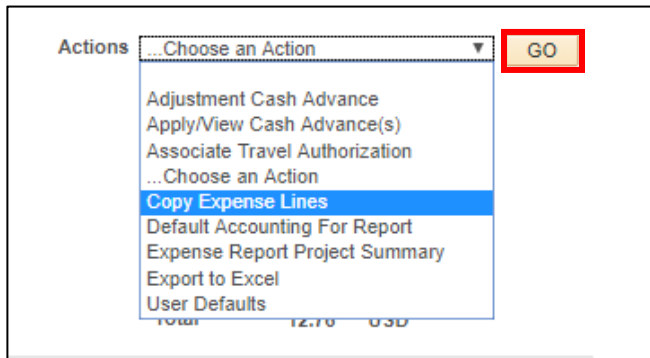 Actions ...Choose an Action GO
Adjustment Cash Advance
Apply/View Cash Advance(s)
Associate Travel Authorization
...Choose an Action
Copy Expense Lines
Default Accounting For Report
Expense Report Project Summary
Export to Excel
User Defaults
Total 12.76 USD